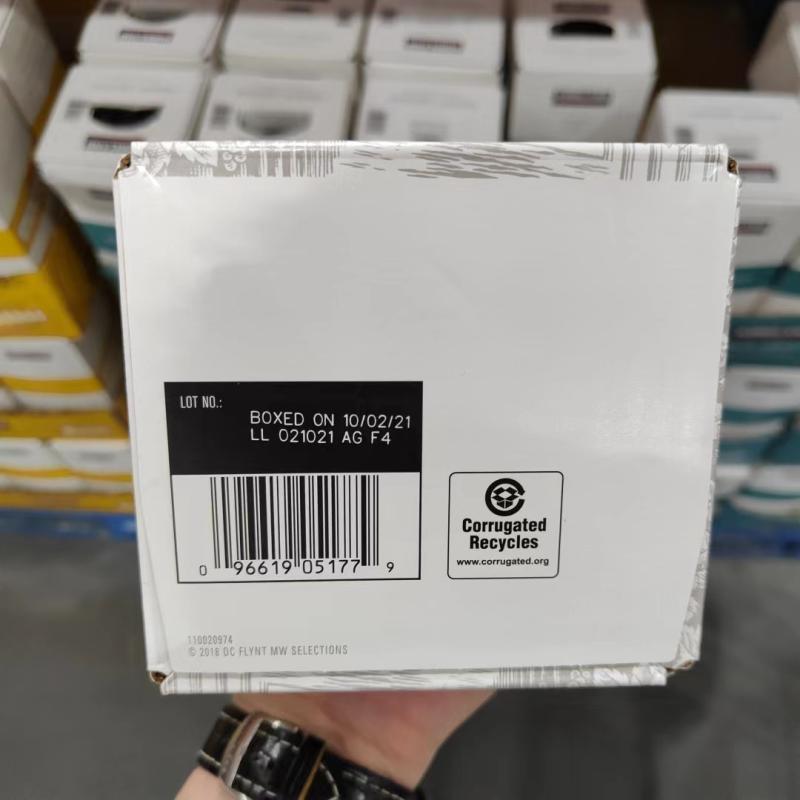 LOT NO.:
BOXED ON 10/02/21
LL 021021 AG F4
0 96619 05177 9
Corrugated
Recycles
www.corrugated.org
110020974
© 2018 DC FLYNT MW SELECTIONS